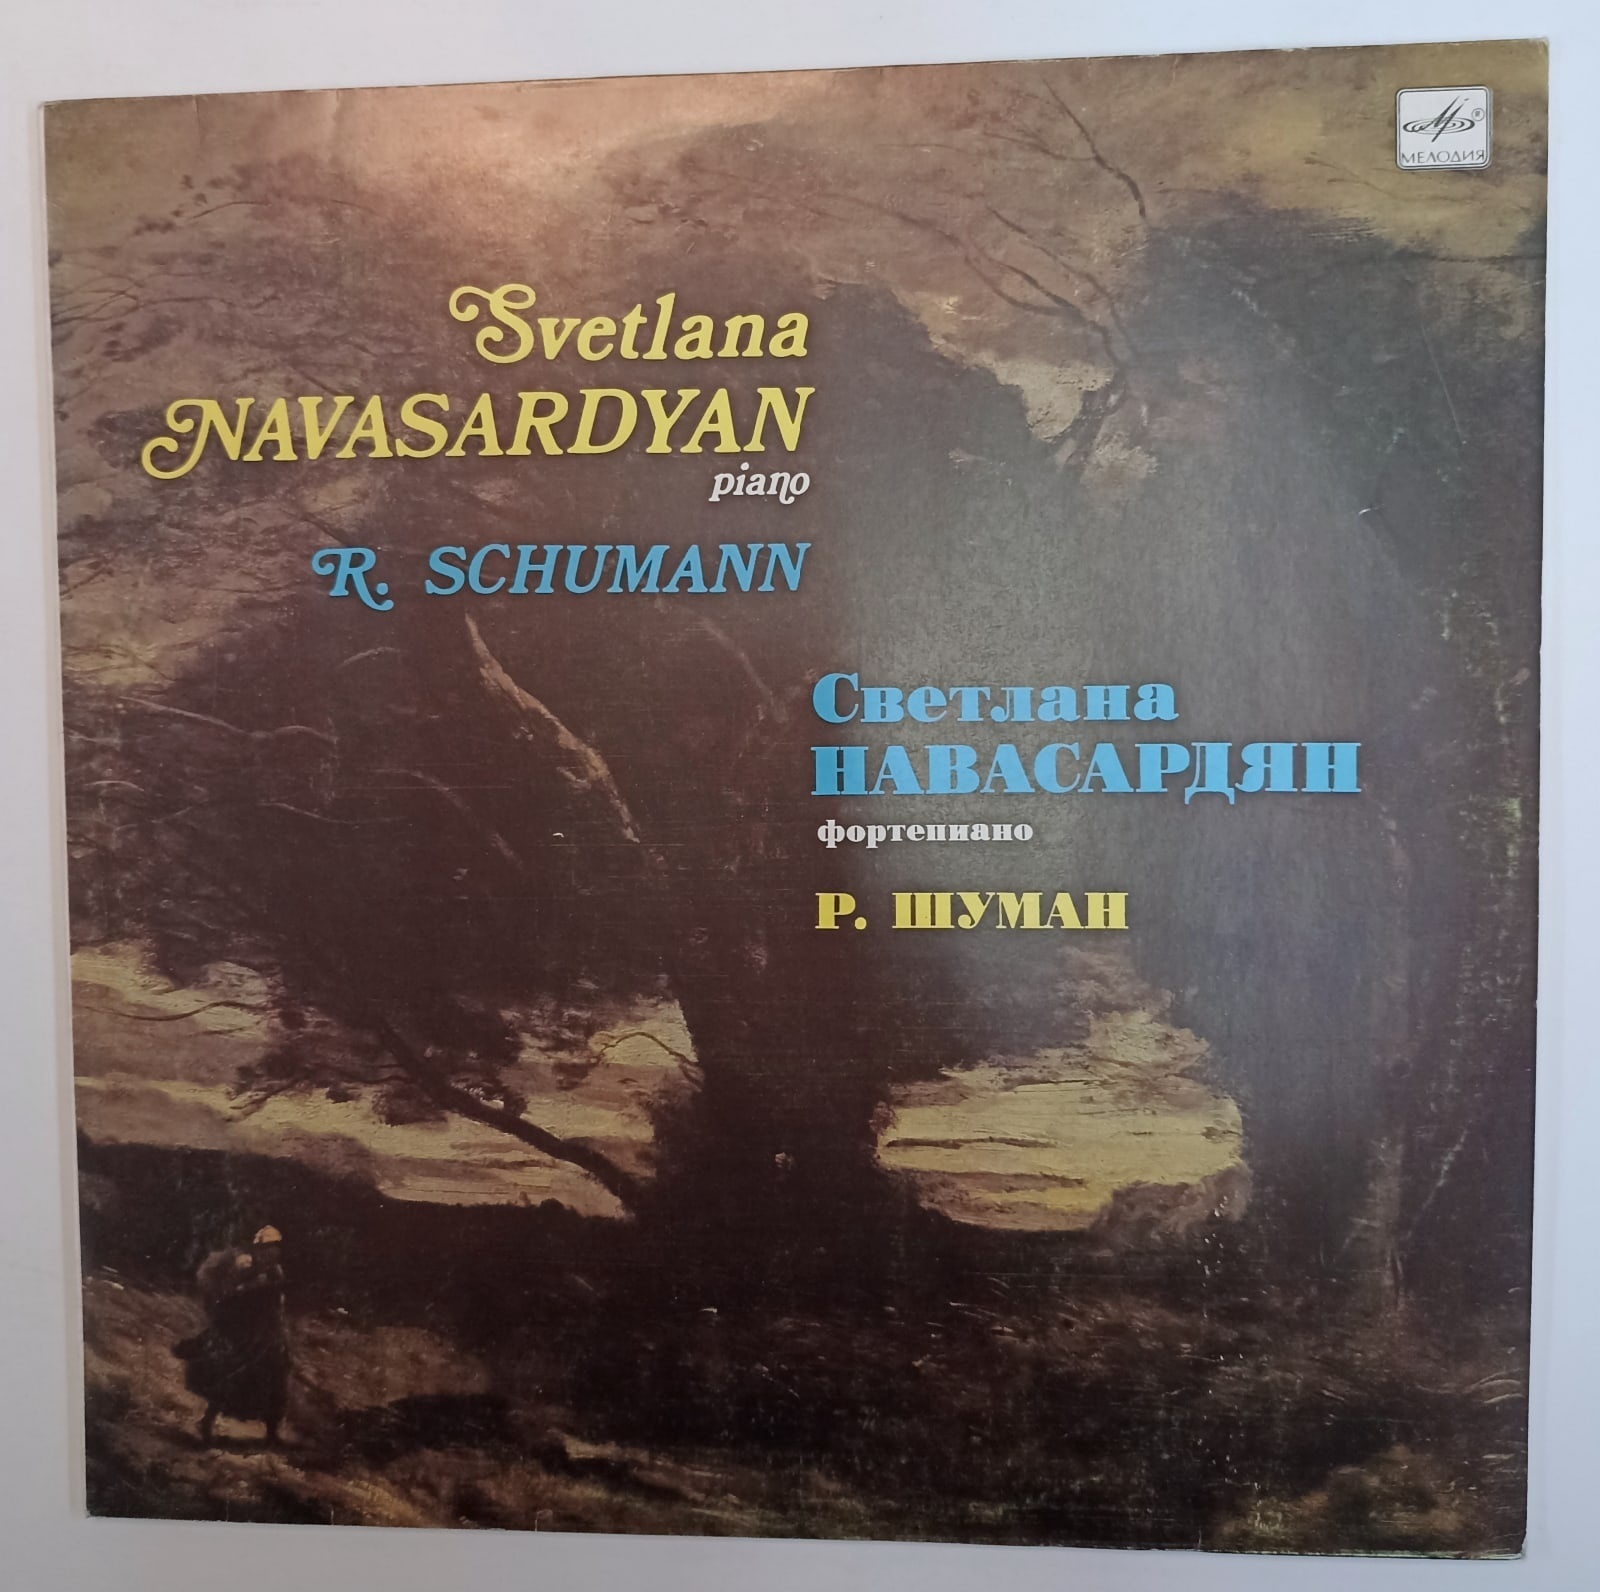 МЕЛОДИЯ
Svetlana
NAVASARDYAN
piano
R. SCHUMANN
Светлана
НАВАСАРДЯН
фортепиано
Р. ШУМАН